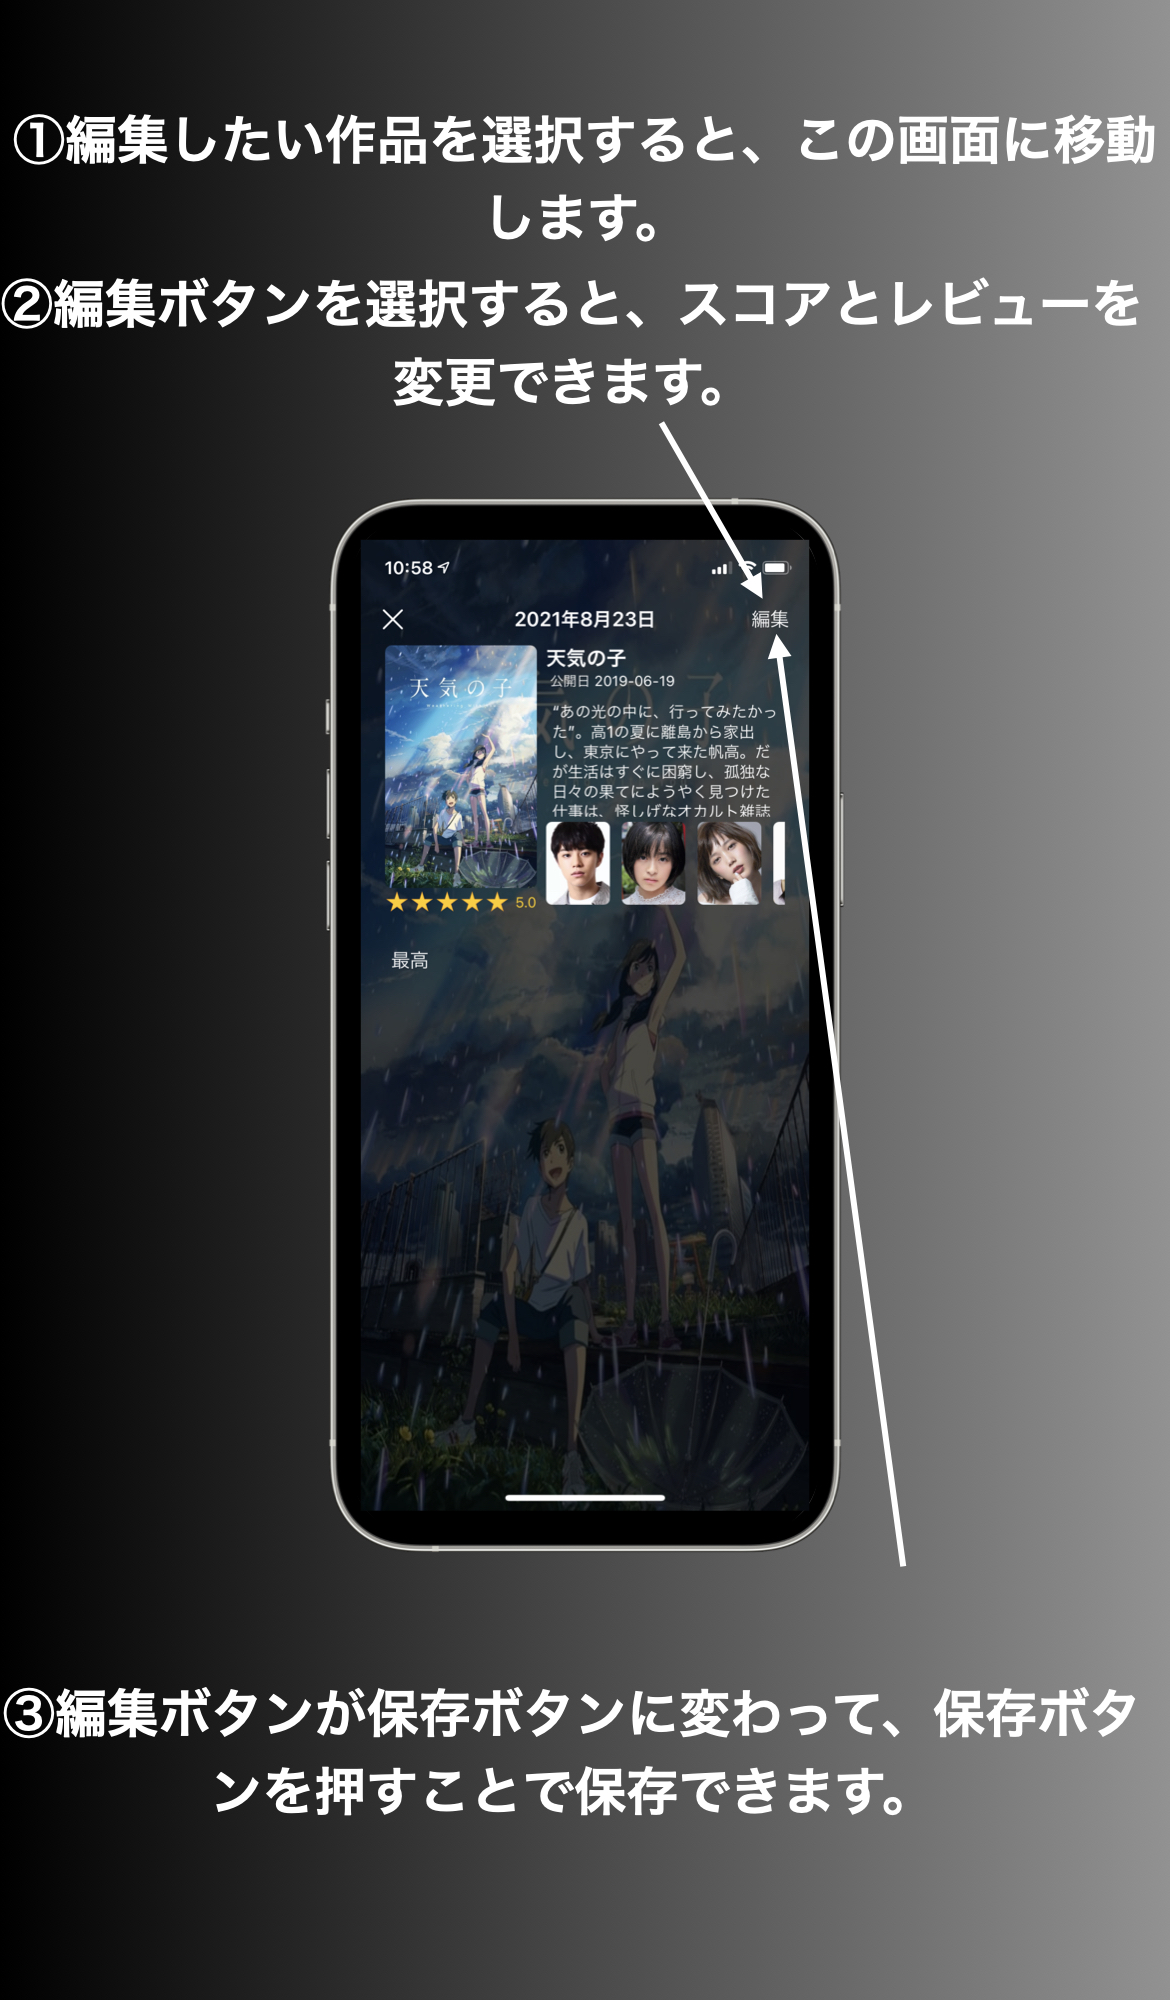 ①編集したい作品を選択すると、この画面に移動
します。
②編集ボタンを選択すると、スコアとレビューを
変更できます。
10:58
2021年8月23日
編集
天気の子
天気の子
公開日 2019-06-19
“あの光の中に、行ってみたかっ
た”。高1の夏に離島から家出
し、東京にやって来た帆高。だ
が生活はすぐに困窮し、孤独な
日々の果てにようやく見つけた
仕事は、怪しげなオカルト雑誌
5.0
最高
③編集ボタンが保存ボタンに変わって、保存ボタ
ンを押すことで保存できます。